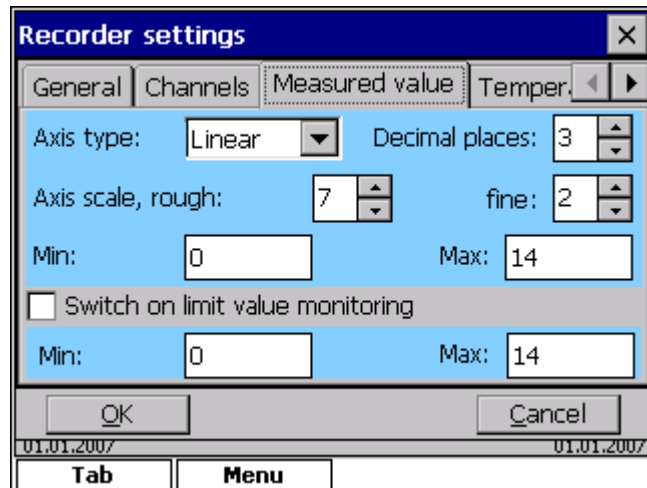 Recorder settings
General Channels Measured value Temper
Axis type: Linear Decimal places: 3
Axis scale, rough: 7 fine: 2
Min: 0 Max: 14
Switch on limit value monitoring
Min: 0 Max: 14
OK Cancel
01.01.2007 01.01.2007
Tab Menu